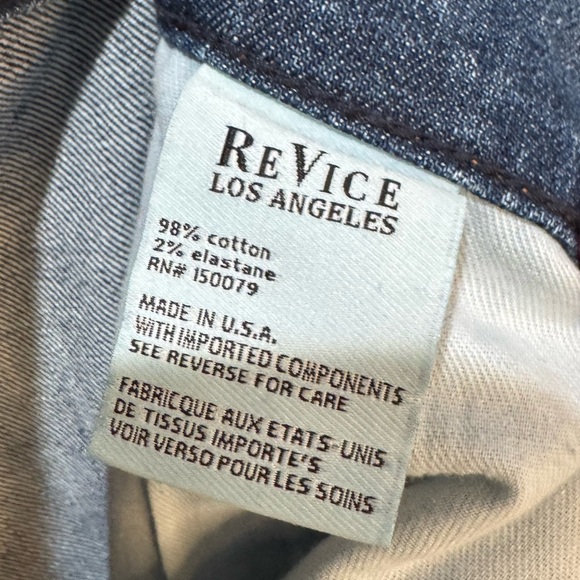 REVICE
LOS ANGELES
98% cotton
2% elastane
RN# 150079
MADE IN U.S.A.
WITH IMPORTED COMPONENTS
SEE REVERSE FOR CARE
FABRICQUE AUX ETATS-UNIS
DE TISSUS IMPORTE'S
VOIR VERSO POUR LES SOINS